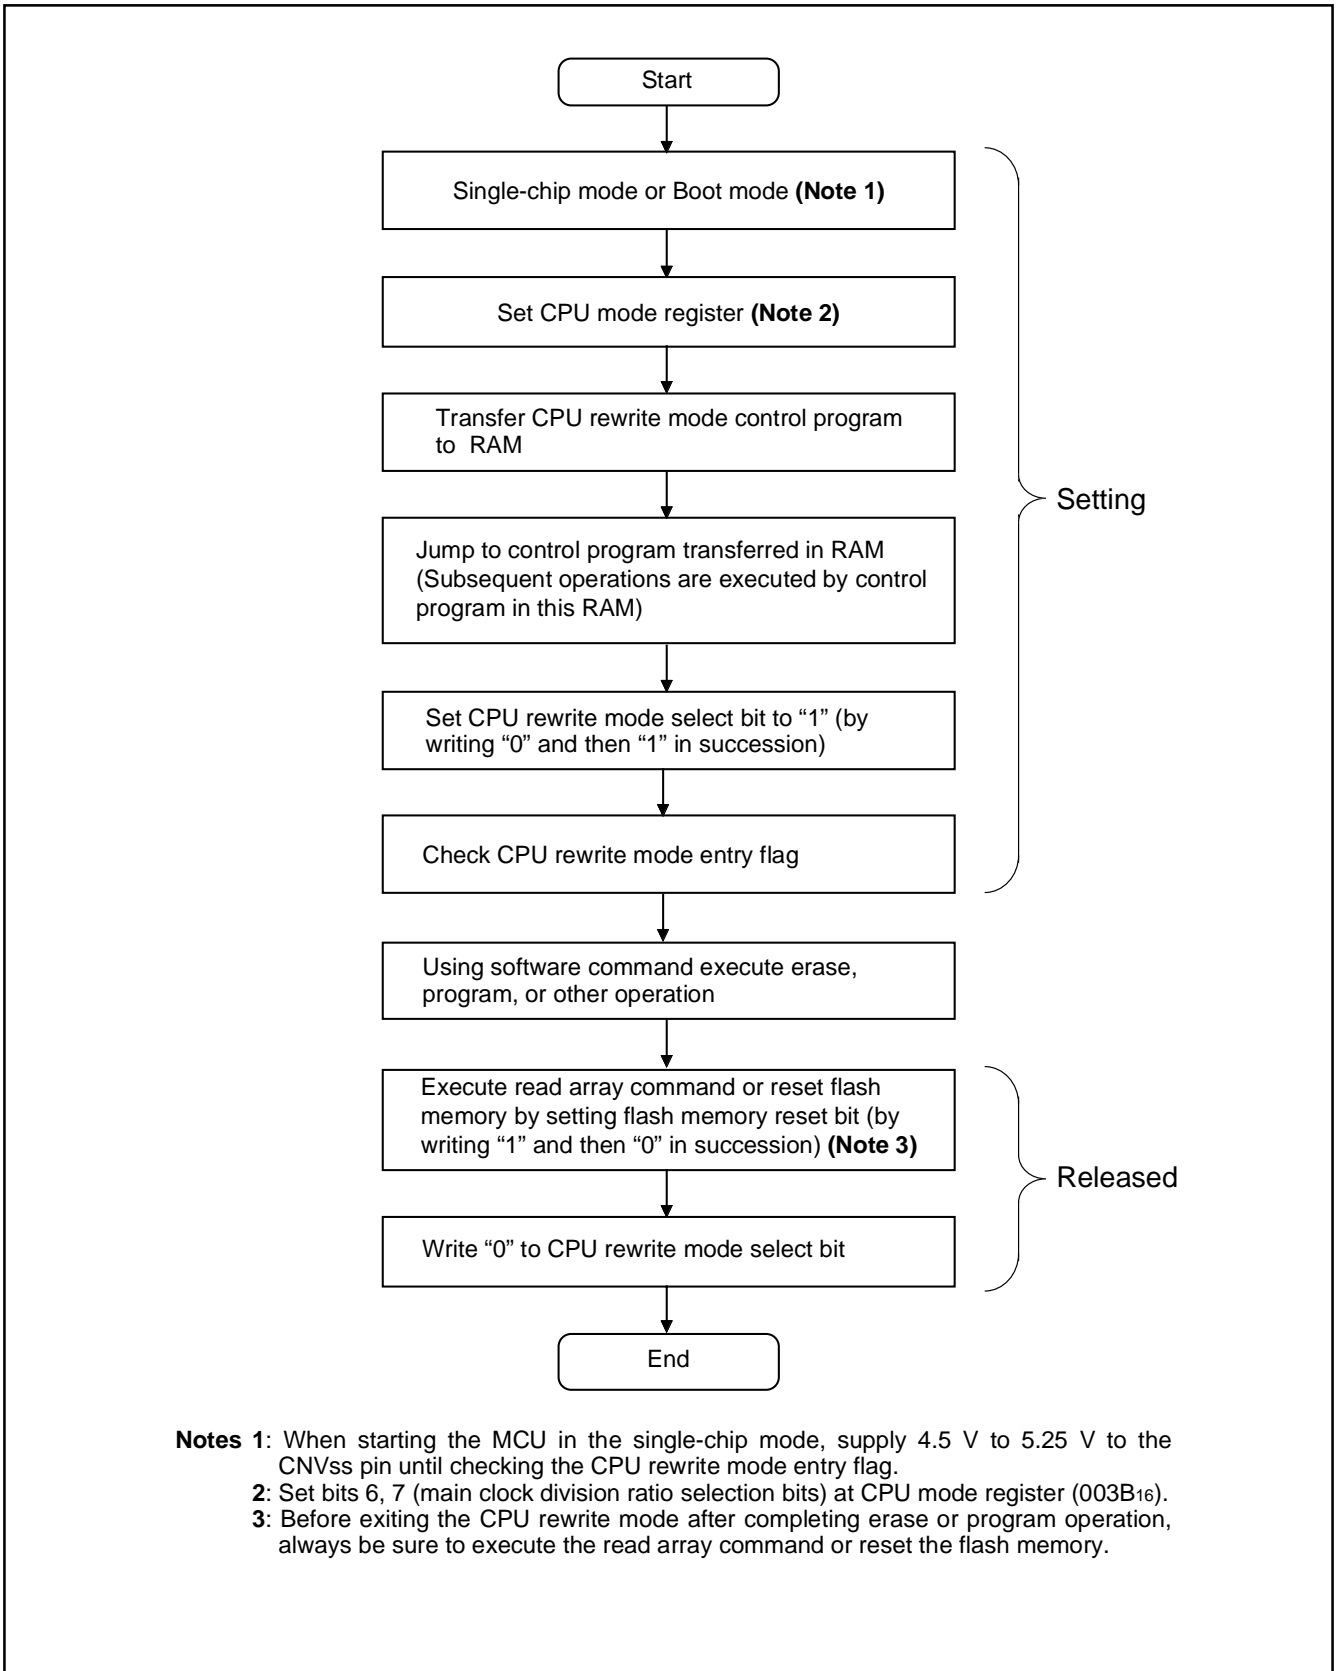 Start
Single-chip mode or Boot mode (Note 1)
Set CPU mode register (Note 2)
Transfer CPU rewrite mode control program
to RAM
Jump to control program transferred in RAM
(Subsequent operations are executed by control
program in this RAM)
Setting
Set CPU rewrite mode select bit to “1” (by
writing “0” and then “1” in succession)
Check CPU rewrite mode entry flag
Using software command execute erase,
program, or other operation
Execute read array command or reset flash
memory by setting flash memory reset bit (by
writing “1” and then “0” in succession) (Note 3)
Released
Write “0” to CPU rewrite mode select bit
End
Notes 1: When starting the MCU in the single-chip mode, supply 4.5 V to 5.25 V to the
CNVss pin until checking the CPU rewrite mode entry flag.
2: Set bits 6, 7 (main clock division ratio selection bits) at CPU mode register (003B16).
3: Before exiting the CPU rewrite mode after completing erase or program operation,
always be sure to execute the read array command or reset the flash memory.